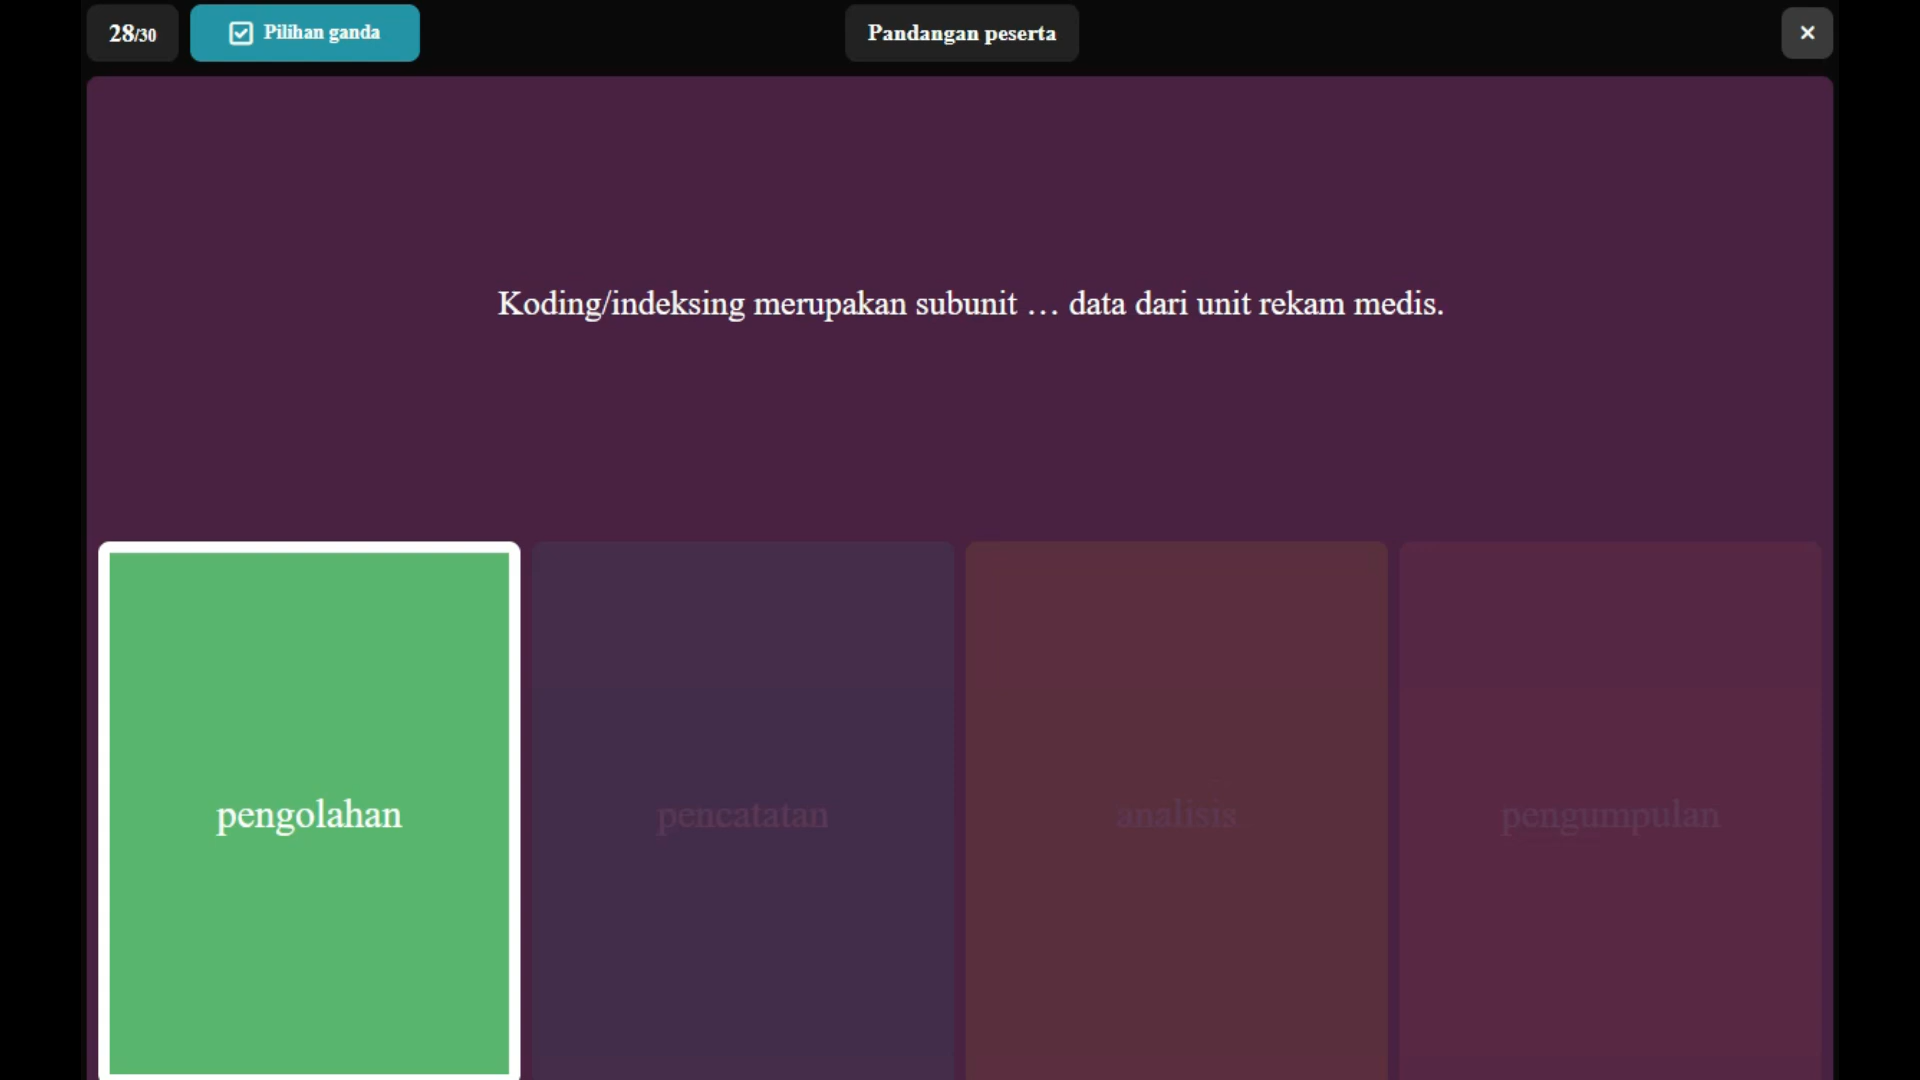 28/30
Pilihan ganda
Pandangan peserta
Koding/indeksing merupakan subunit … data dari unit rekam medis.
pengolahan
pencatatan
analisis
pengumpulan